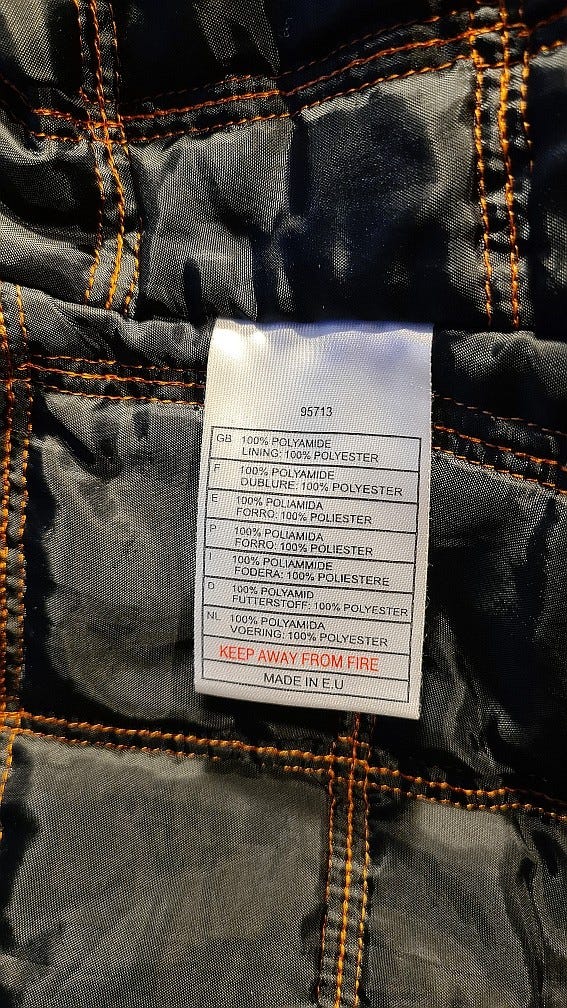 95713
GB 100% POLYAMIDE
LINING: 100% POLYESTER
F 100% POLYAMIDE
DUBLURE: 100% POLYESTER
E 100% POLIAMIDA
FORRO: 100% POLIESTER
P 100% POLIAMIDA
FORRO: 100% POLIESTER
I 100% POLIAMMIDE
FODERA: 100% POLIESTERE
D 100% POLYAMID
FUTTERSTOFF: 100% POLYESTER
NL 100% POLYAMIDA
VOERING: 100% POLYESTER
KEEP AWAY FROM FIRE
MADE IN E.U